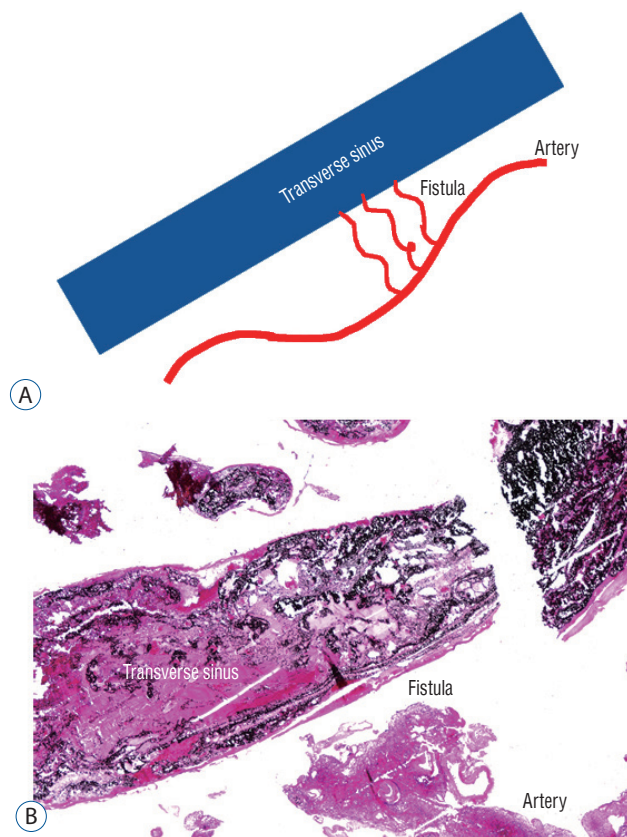 Artery
Transverse sinus
Fistula
A
Transverse sinus
Fistula
Artery
B